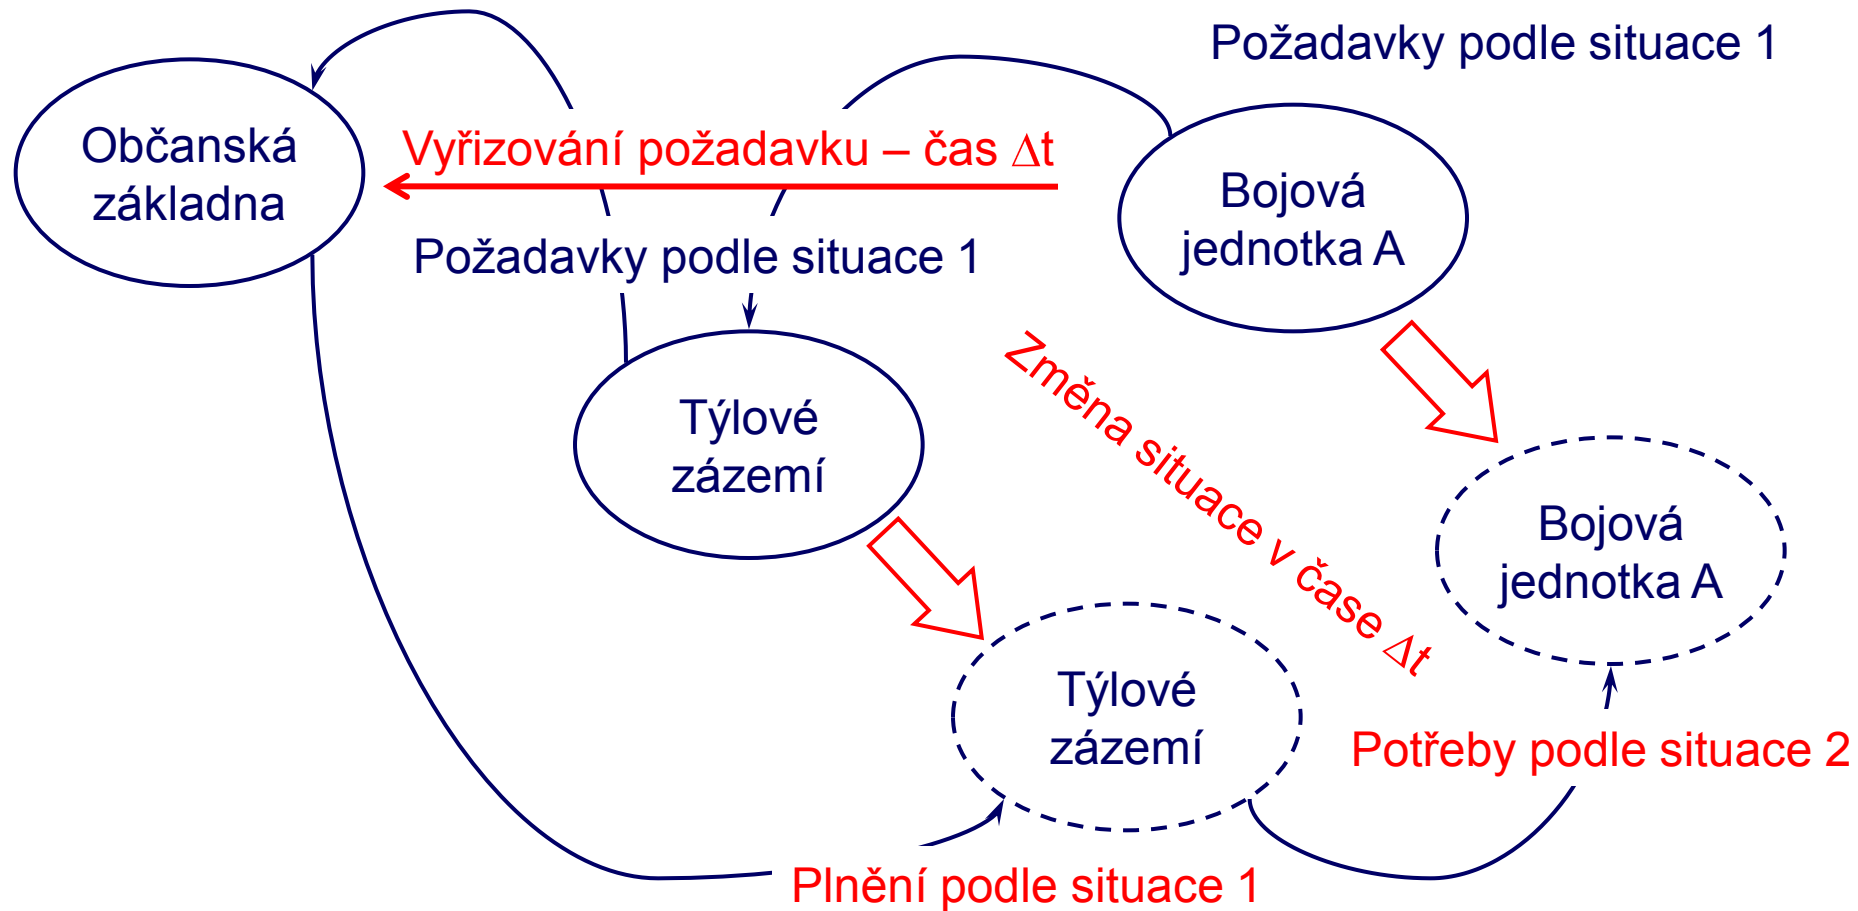 Požadavky podle situace 1
Občanská
základna
Vyřizování požadavku – čas Δt
Bojová
jednotka A
Požadavky podle situace 1
Týlové
zázemí
Změna situace v čase Δt
Bojová
jednotka A
Týlové
zázemí
Potřeby podle situace 2
Plnění podle situace 1